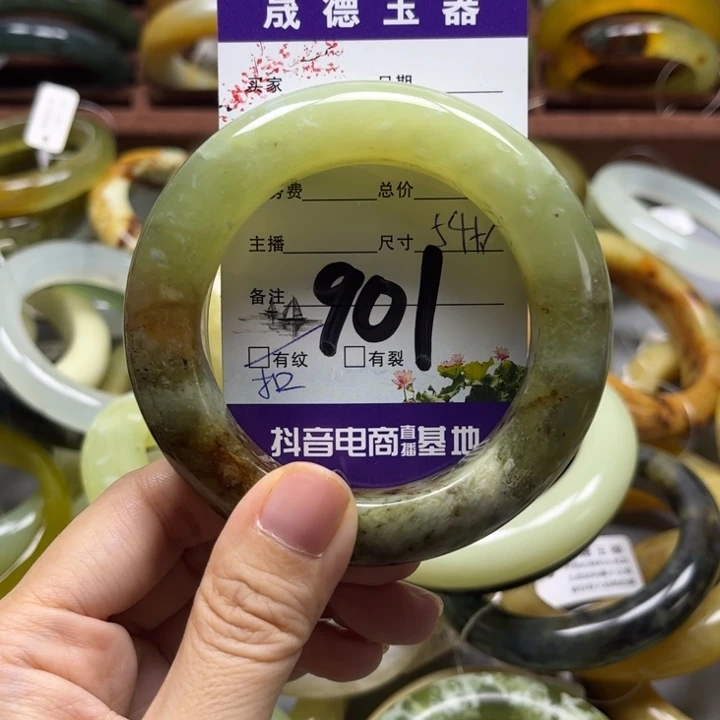 晟德玉器
买家 日期
务费 总价
主播 尺寸 54
备注
901
有纹 有裂
抖音电商直播基地